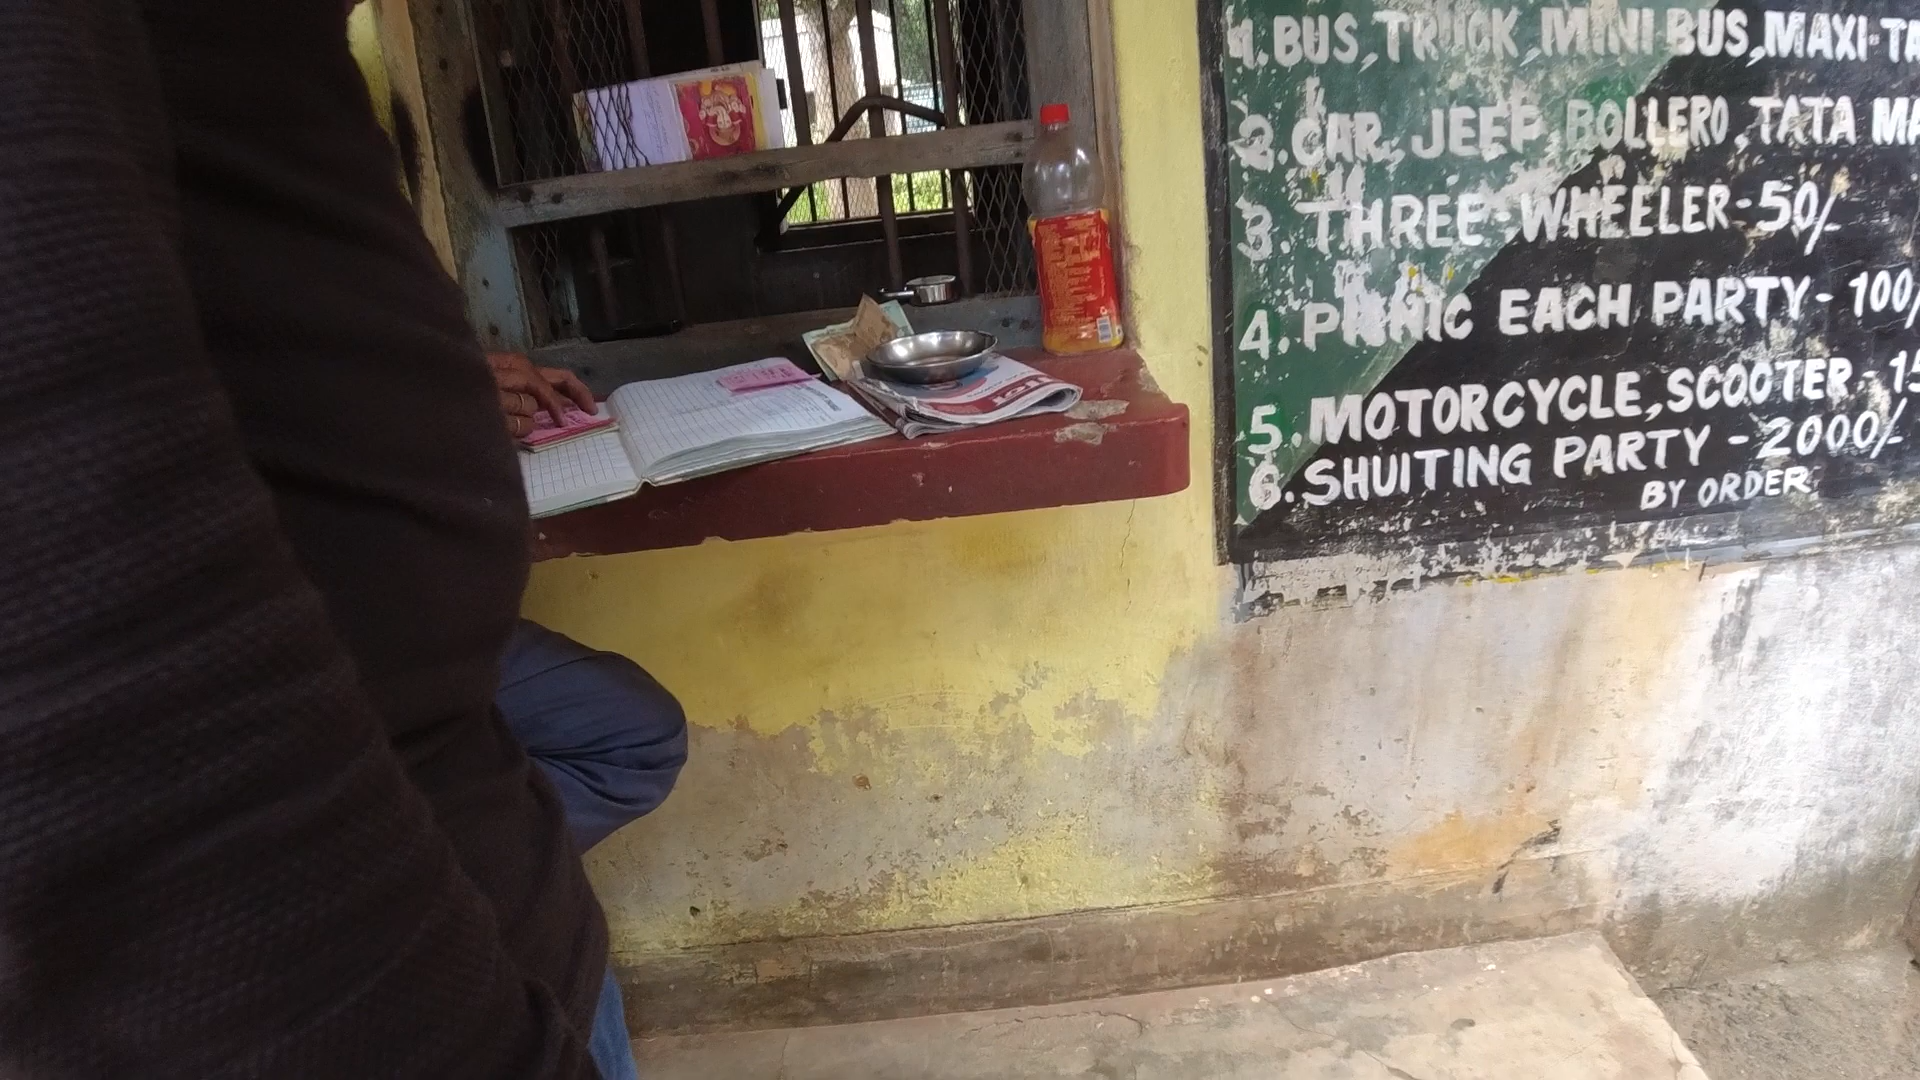 1. BUS, TRUCK, MINI BUS, MAXI-TA
2. CAR, JEEP, BOLLERO, TATA MA
3. THREE-WHEELER-50/-
4. PICNIC EACH PARTY- 100/
5. MOTORCYCLE, SCOOTER- 15
6. SHUITING PARTY - 2000/-
BY ORDER